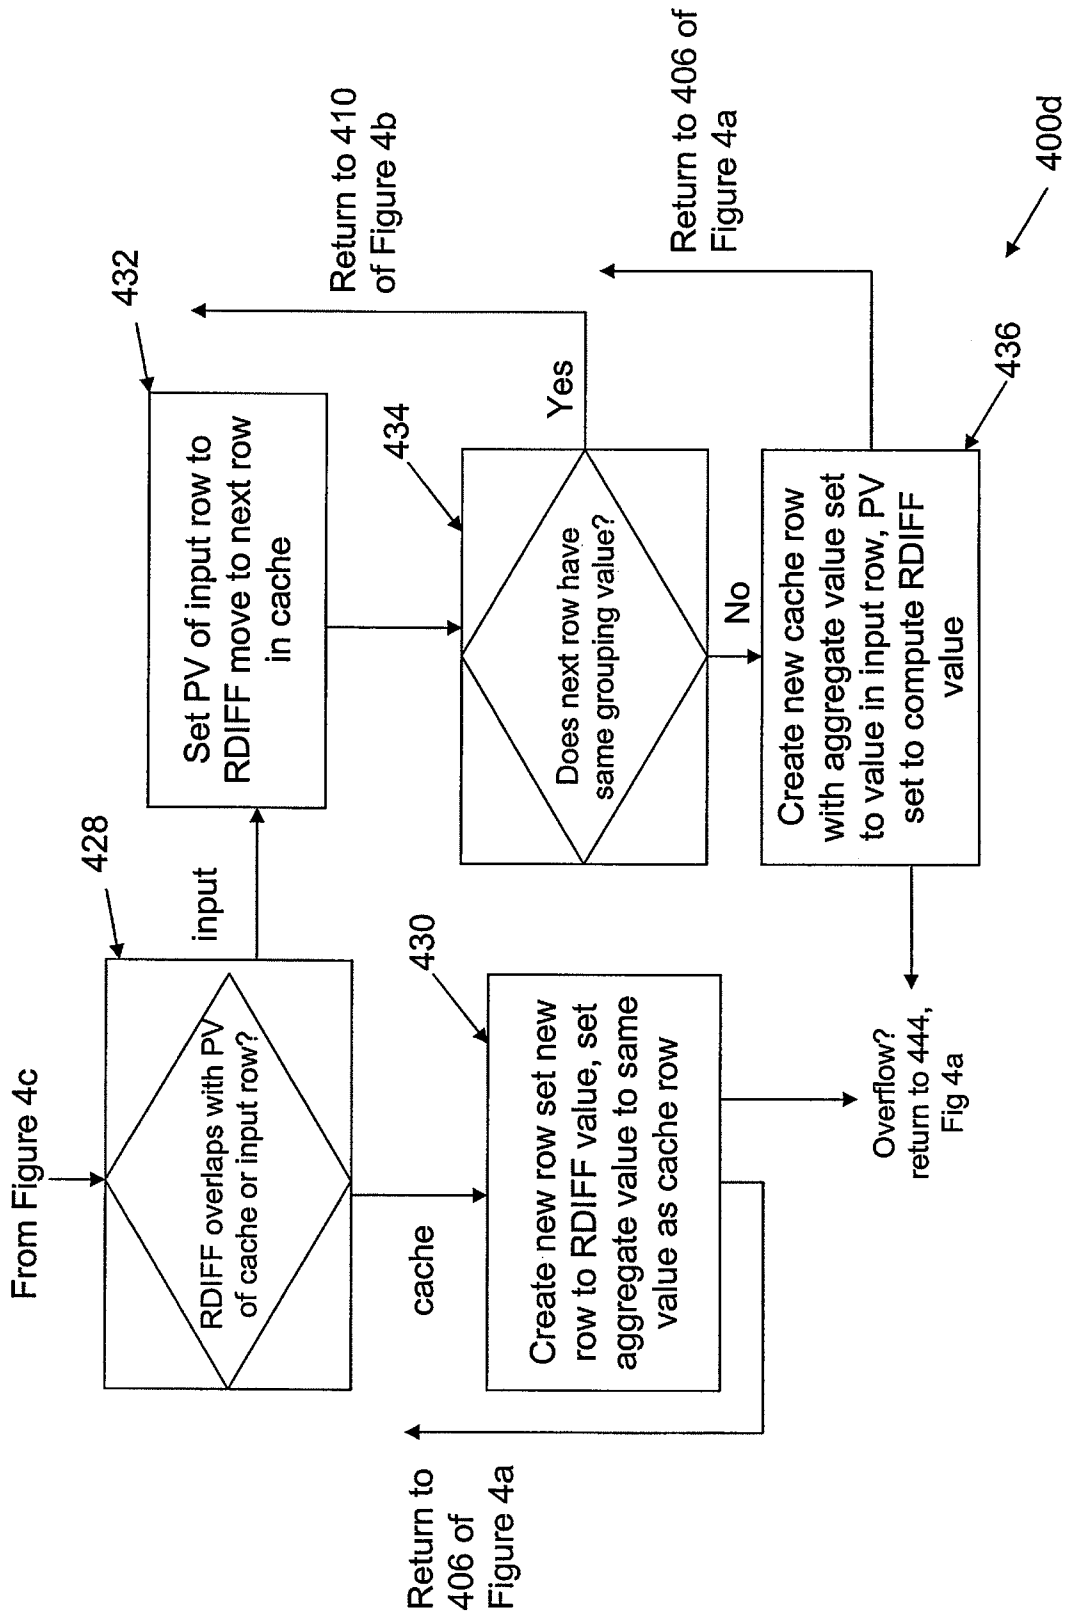 From Figure 4c
428
RDIFF overlaps with PV
of cache or input row?
input
cache
432
Set PV of input row to
RDIFF move to next row
in cache
430
Create new row set new
row to RDIFF value, set
aggregate value to same
value as cache row
Return to
406 of
Figure 4a
Overflow?
return to 444,
Fig 4a
434
Does next row have
same grouping value?
Yes
No
Return to 410
of Figure 4b
436
Create new cache row
with aggregate value set
to value in input row, PV
set to compute RDIFF
value
Return to 406 of
Figure 4a
400d